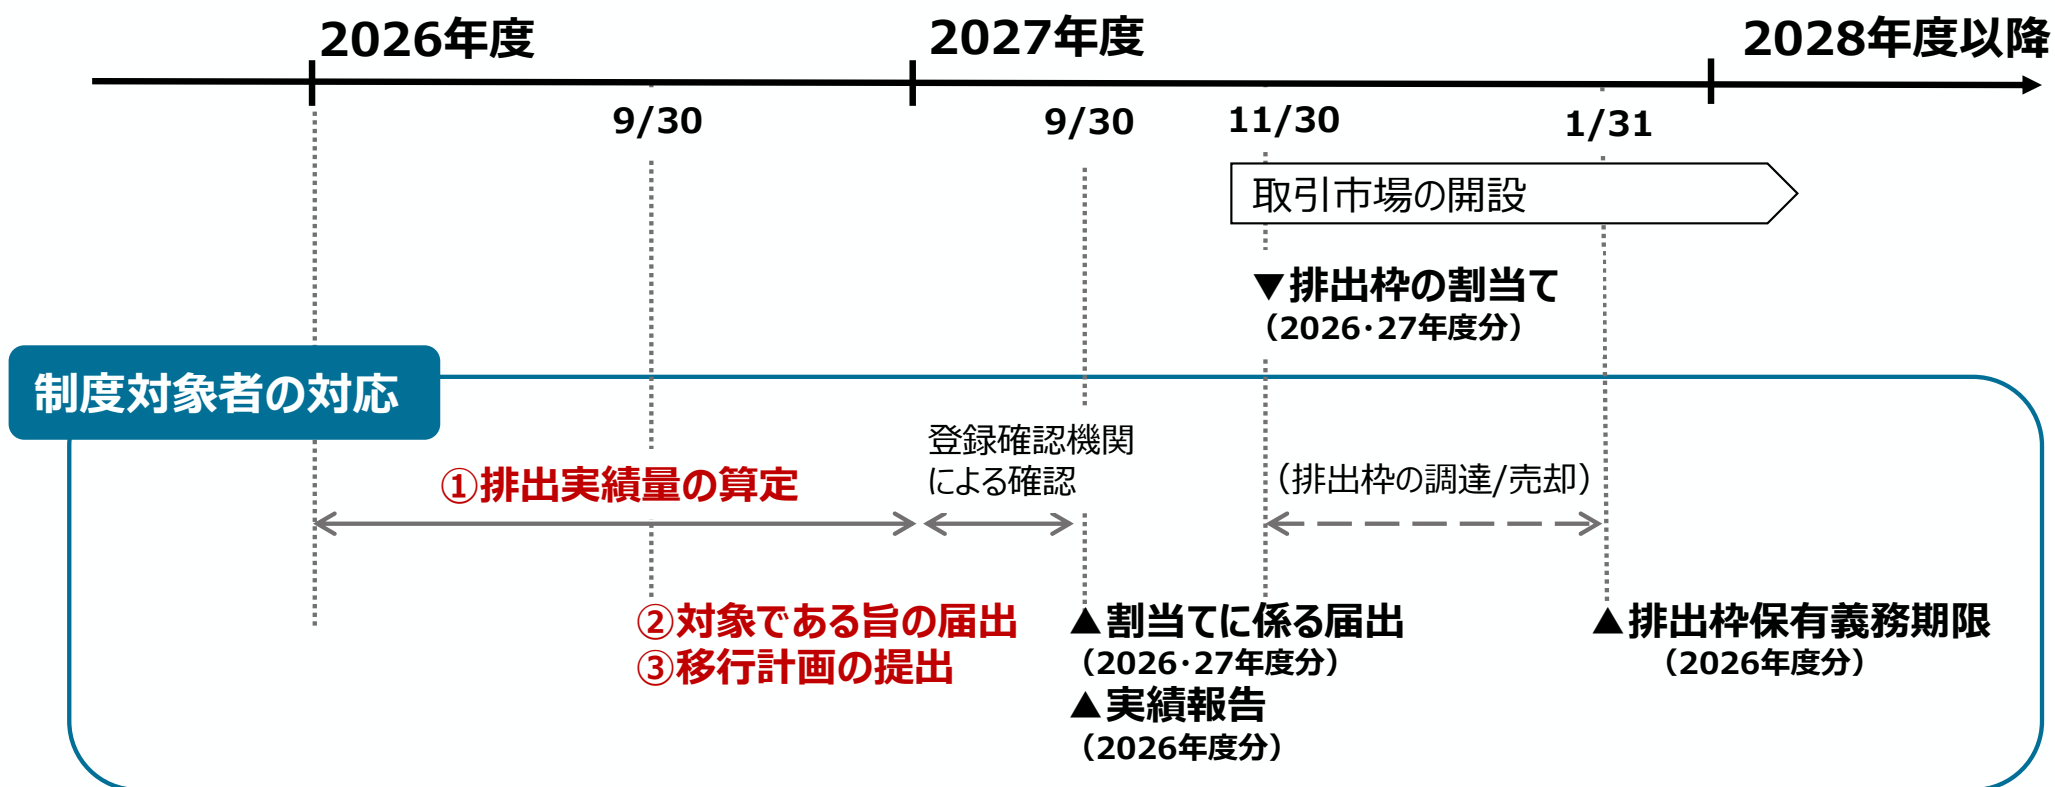 2026年度
2027年度
2028年度以降
9/30
9/30
11/30
1/31
取引市場の開設
▼排出枠の割当て
（2026･27年度分）
制度対象者の対応
①排出実績量の算定
登録確認機関
による確認
（排出枠の調達/売却）
②対象である旨の届出
③移行計画の提出
▲割当てに係る届出
（2026･27年度分）
▲実績報告
（2026年度分）
▲排出枠保有義務期限
（2026年度分）